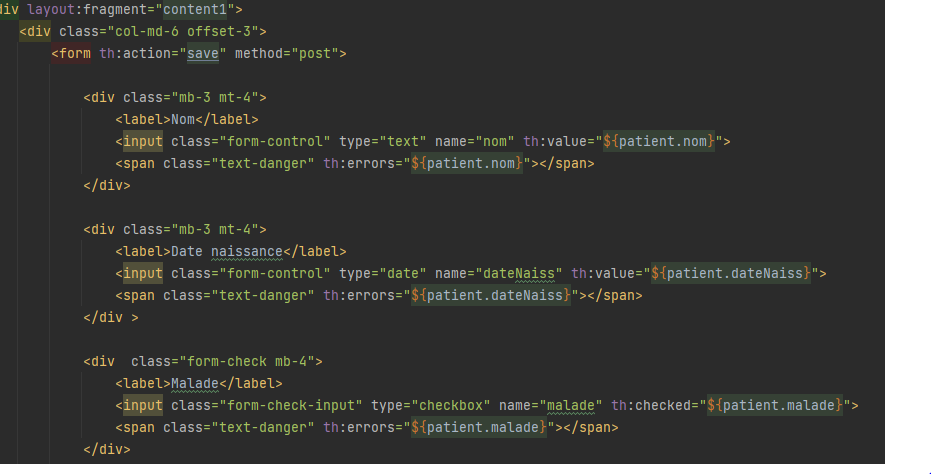 div layout:fragment="content1">
<div class="col-md-6 offset-3">
<form th:action="save" method="post">
<div class="mb-3 mt-4">
<label>Nom</label>
<input class="form-control" type="text" name="nom" th:value="${patient.nom}">
<span class="text-danger" th:errors="${patient.nom}"></span>
</div>
<div class="mb-3 mt-4">
<label>Date naissance</label>
<input class="form-control" type="date" name="dateNaiss" th:value="${patient.dateNaiss}">
<span class="text-danger" th:errors="${patient.dateNaiss}"></span>
</div >
<div  class="form-check mb-4">
<label>Malade</label>
<input class="form-check-input" type="checkbox" name="malade" th:checked="${patient.malade}">
<span class="text-danger" th:errors="${patient.malade}"></span>
</div>